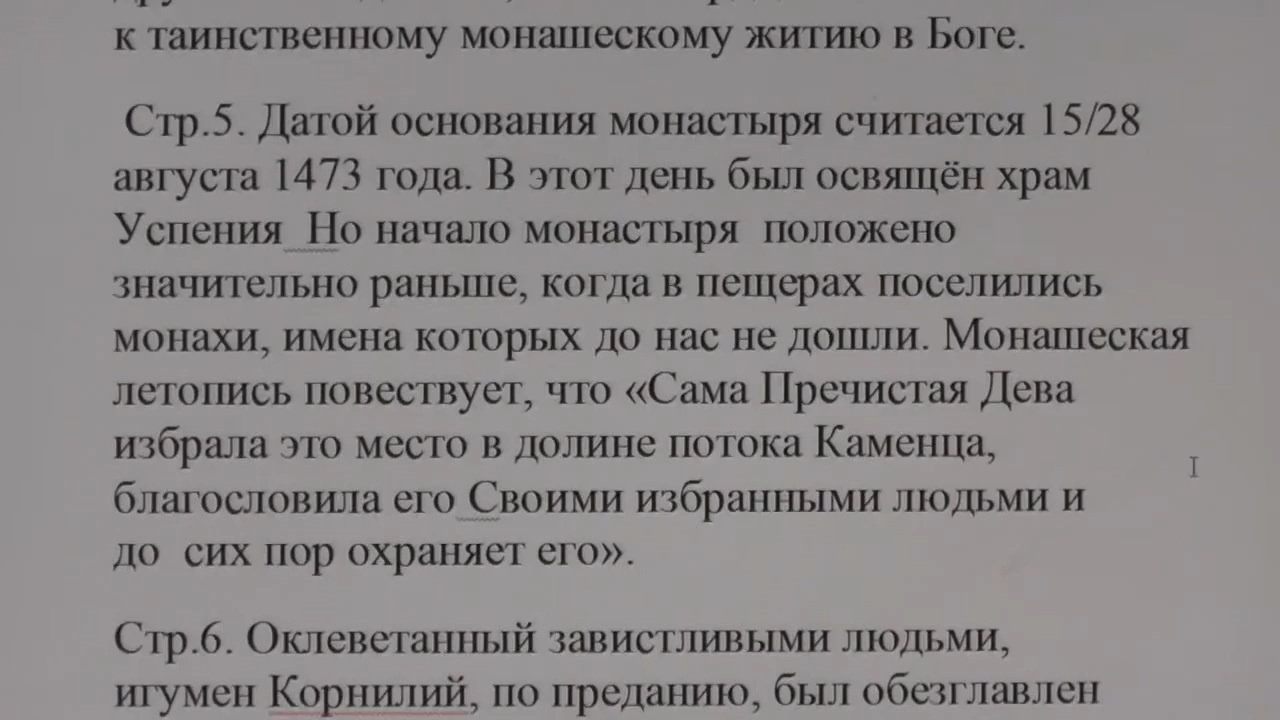 к таинственному монашескому житию в Боге.
Стр.5. Датой основания монастыря считается 15/28
августа 1473 года. В этот день был освящён храм
Успения  Но начало монастыря  положено
значительно раньше, когда в пещерах поселились
монахи, имена которых до нас не дошли. Монашеская
летопись повествует, что «Сама Пречистая Дева
избрала это место в долине потока Каменца,
благословила его Своими избранными людьми и
до  сих пор охраняет его».
Стр.6. Оклеветанный завистливыми людьми,
игумен Корнилий, по преданию, был обезглавлен